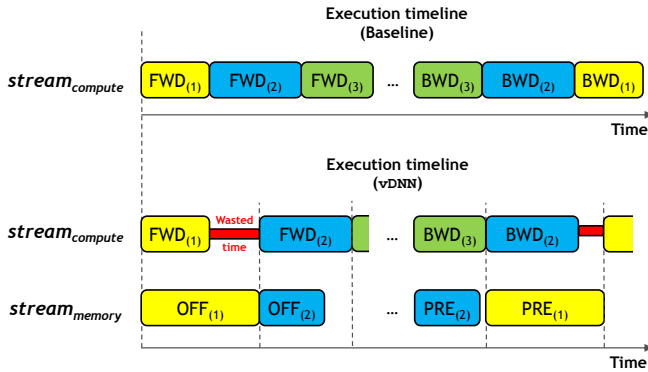 Execution timeline
(Baseline)
stream_compute FWD(1) FWD(2) FWD(3) ... BWD(3) BWD(2) BWD(1)
Time
Execution timeline
(vDNN)
Wasted
stream_compute FWD(1) FWD(2) ... BWD(3) BWD(2)
time
stream_memory OFF(1) OFF(2) ... PRE(2) PRE(1)
Time